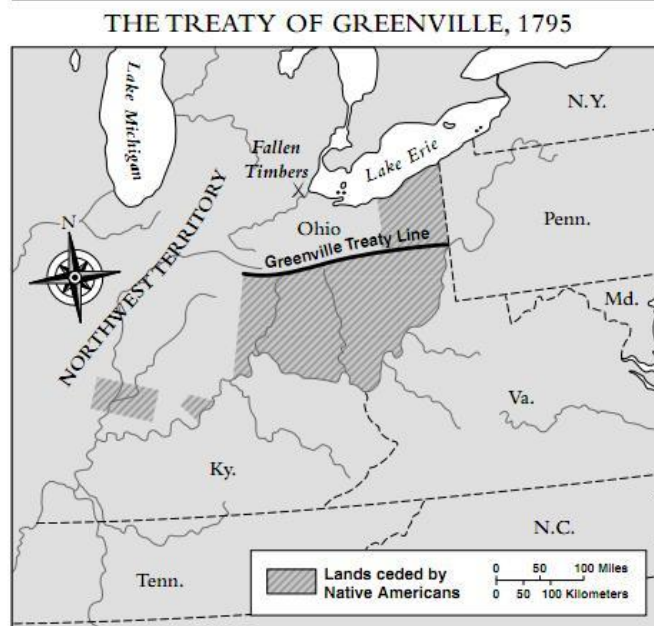 THE TREATY OF GREENVILLE, 1795
Lake Michigan
N.Y.
Fallen
Timbers
Lake Erie
Penn.
Ohio
Greenville Treaty Line
N
NORTHWEST TERRITORY
Md.
Va.
Ky.
N.C.
Tenn.
Lands ceded by
Native Americans
0 50 100 Miles
0 50 100 Kilometers